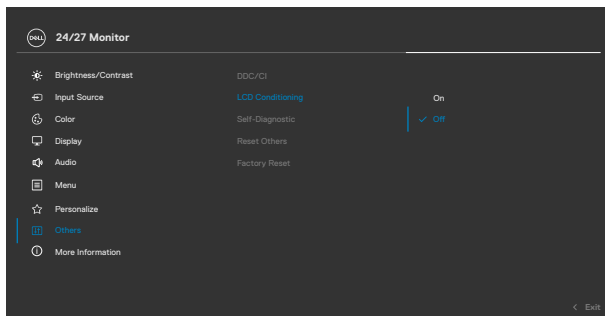 DELL 24/27 Monitor
Brightness/Contrast DDC/CI
Input Source LCD Conditioning On
Color Self-Diagnostic Off
Display Reset Others
Audio Factory Reset
Menu
Personalize
Others
More Information
< Exit